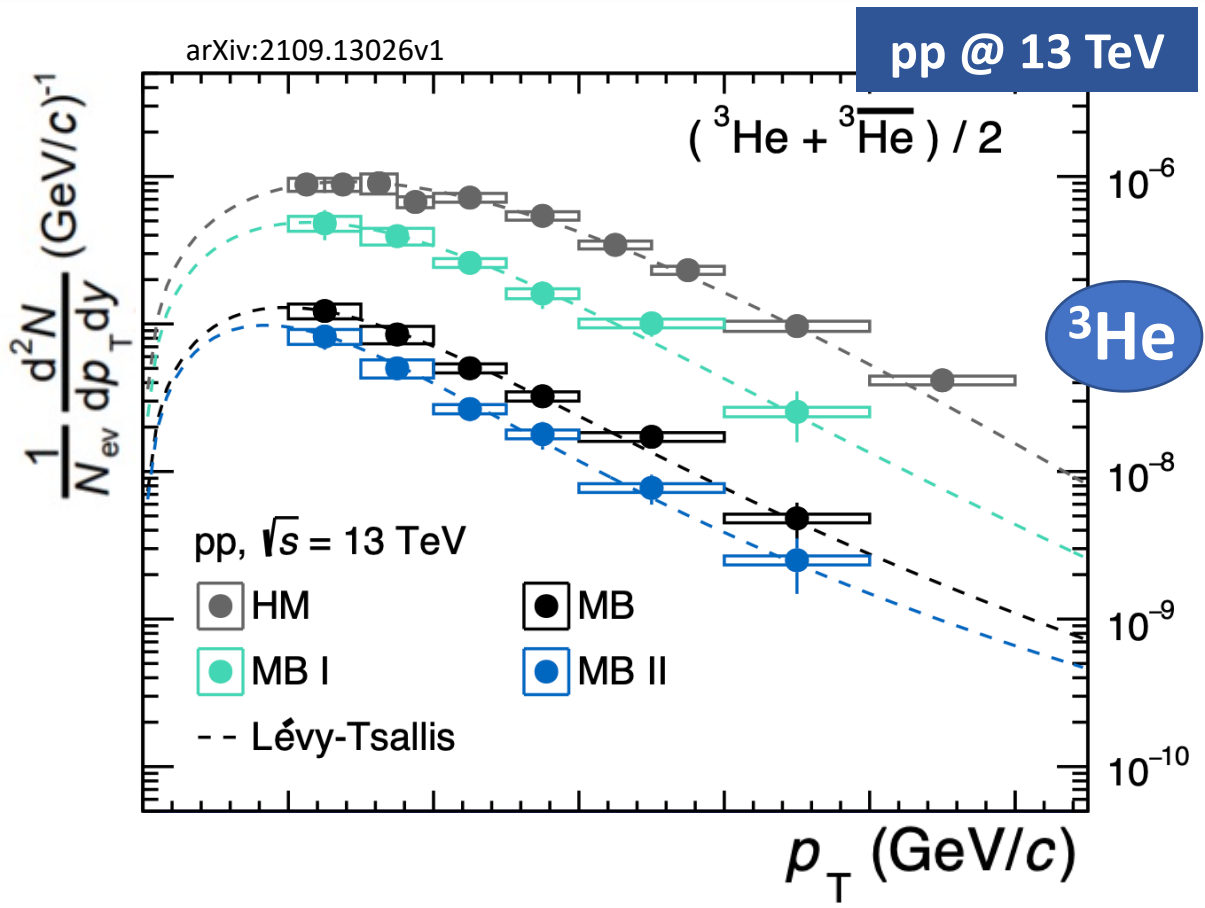 arXiv:2109.13026v1
pp @ 13 TeV
( ³He + ³H̅e̅ ) / 2
1/N_ev d²N/dp_T dy (GeV/c)⁻¹
10⁻⁶
³He
10⁻⁸
pp, √s = 13 TeV
HM
MB
10⁻⁹
MB I
MB II
Lévy-Tsallis
10⁻¹⁰
p_T (GeV/c)